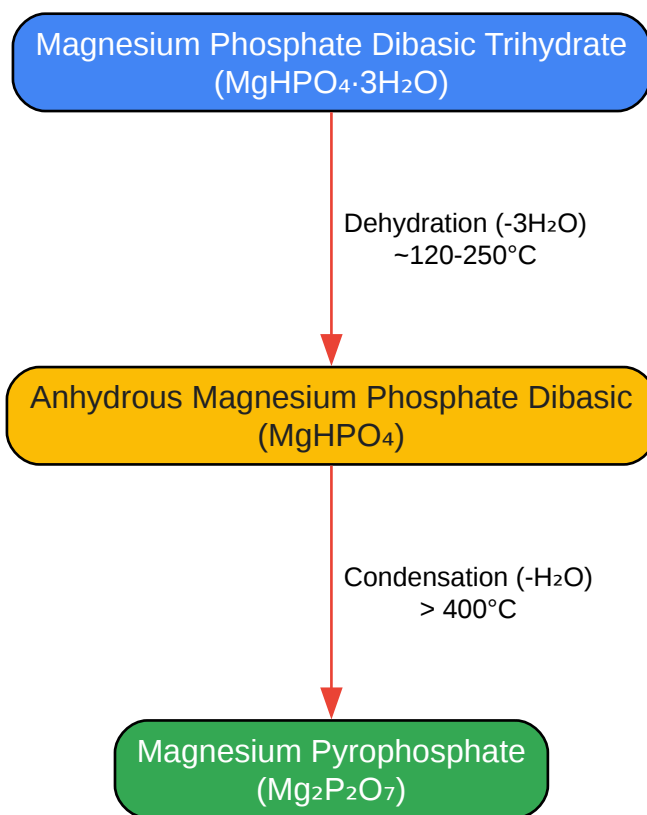 Magnesium Phosphate Dibasic Trihydrate
(MgHPO₄·3H₂O)
Dehydration (-3H₂O)
~120-250°C
Anhydrous Magnesium Phosphate Dibasic
(MgHPO₄)
Condensation (-H₂O)
> 400°C
Magnesium Pyrophosphate
(Mg₂P₂O₇)